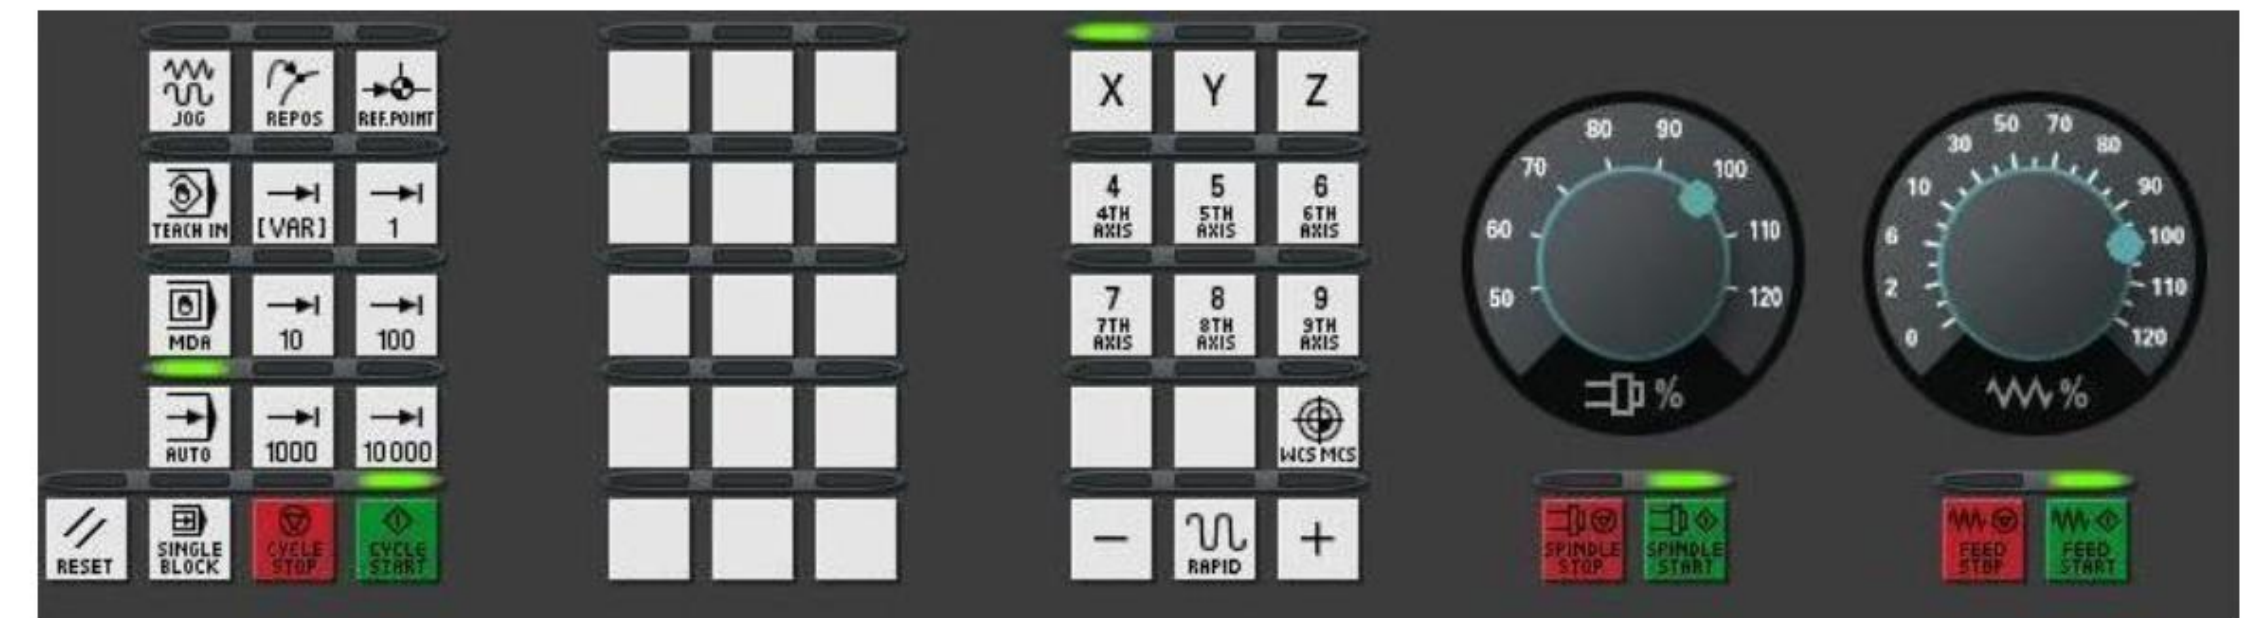 JOG
REPOS
REF.POINT
TEACH IN
[VAR]
1
MDA
10
100
AUTO
1000
10000
RESET
SINGLE
BLOCK
CYCLE
STOP
CYCLE
START
X
Y
Z
4
4TH
AXIS
5
5TH
AXIS
6
6TH
AXIS
7
7TH
AXIS
8
8TH
AXIS
9
9TH
AXIS
WCS MCS
−
RAPID
+
50
60
70
80
90
100
110
120
%
SPINDLE
STOP
SPINDLE
START
0
2
6
10
30
50
70
80
90
100
110
120
%
FEED
STOP
FEED
START